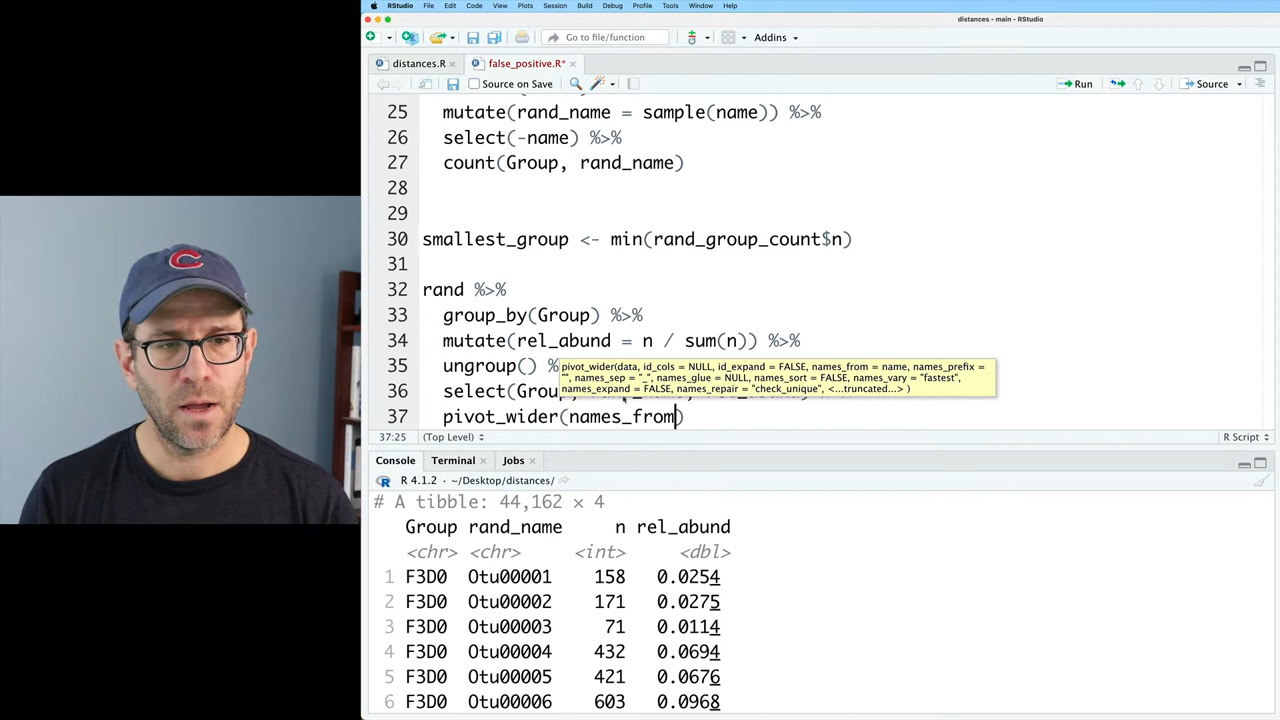 RStudio File Edit Code View Plots Session Build Debug Profile Tools Window Help
distances - main - RStudio
Go to file/function Addins
distances.R false_positive.R*
Source on Save Run Source
25 mutate(rand_name = sample(name)) %>%
26 select(-name) %>%
27 count(Group, rand_name)
28
29
30 smallest_group <- min(rand_group_count$n)
31
32 rand %>%
33 group_by(Group) %>%
34 mutate(rel_abund = n / sum(n)) %>%
35 ungroup() %
pivot_wider(data, id_cols = NULL, id_expand = FALSE, names_from = name, names_prefix =
"", names_sep = "_", names_glue = NULL, names_sort = FALSE, names_vary = "fastest",
names_expand = FALSE, names_repair = "check_unique", <...truncated...> )
36 select(Group
37 pivot_wider(names_from)
37:25 (Top Level) R Script
Console Terminal Jobs
R 4.1.2 · ~/Desktop/distances/
# A tibble: 44,162 × 4
Group rand_name n rel_abund
<chr> <chr> <int> <dbl>
1 F3D0 Otu00001 158 0.0254
2 F3D0 Otu00002 171 0.0275
3 F3D0 Otu00003 71 0.0114
4 F3D0 Otu00004 432 0.0694
5 F3D0 Otu00005 421 0.0676
6 F3D0 Otu00006 603 0.0968
C